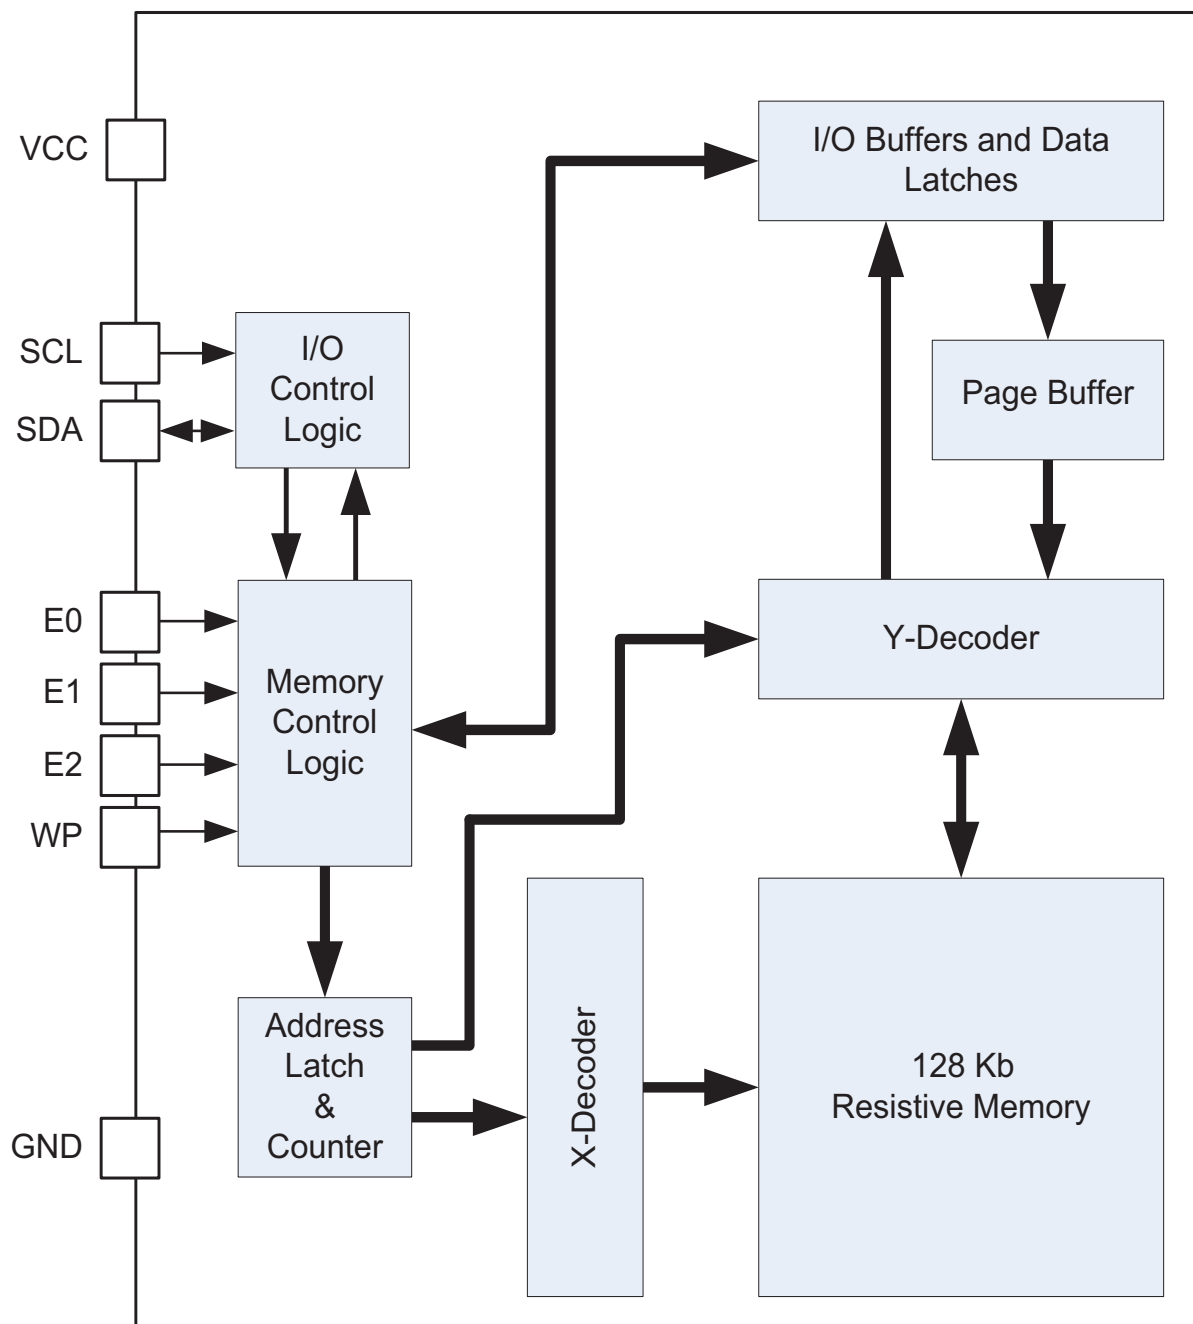 VCC
I/O Buffers and Data
Latches
SCL
SDA
I/O
Control
Logic
Page Buffer
E0
E1
E2
WP
Memory
Control
Logic
Y-Decoder
Address
Latch
&
Counter
X-Decoder
128 Kb
Resistive Memory
GND